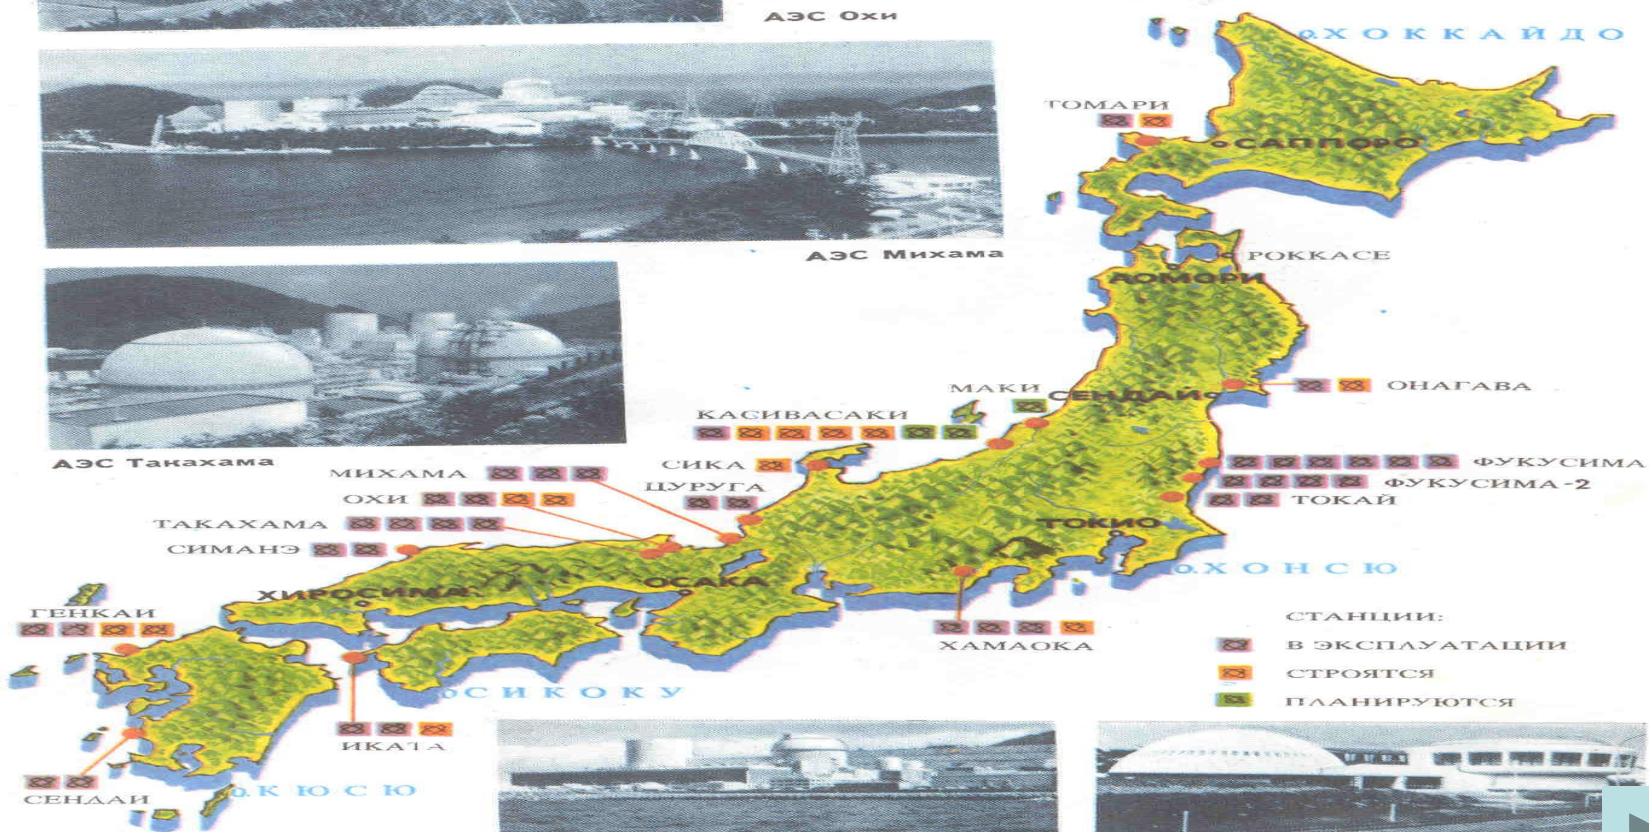 АЭС Охи
о.ХОККАЙДО
ТОМАРИ
САППОРО
АЭС Михама
РОККАСЕ
АОМОРИ
МАКИ
СЕНДАЙ
ОНАГАВА
КАСИВАСАКИ
АЭС Такахама
МИХАМА
СИКА
ФУКУСИМА
ЦУРУГА
ФУКУСИМА-2
ОХИ
ТОКАЙ
ТАКАХАМА
ТОКИО
СИМАНЭ
о.ХОНСЮ
ОСАКА
ХИРОСИМА
ГЕНКАИ
СТАНЦИИ:
ХАМАОКА
В ЭКСПЛУАТАЦИИ
СТРОЯТСЯ
о.СИКОКУ
ПЛАНИРУЮТСЯ
ИКАТА
о.КЮСЮ
СЕНДАИ